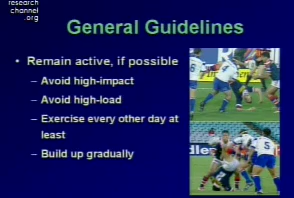 research
channel
.org
General Guidelines
• Remain active, if possible
– Avoid high-impact
– Avoid high-load
– Exercise every other day at
least
– Build up gradually